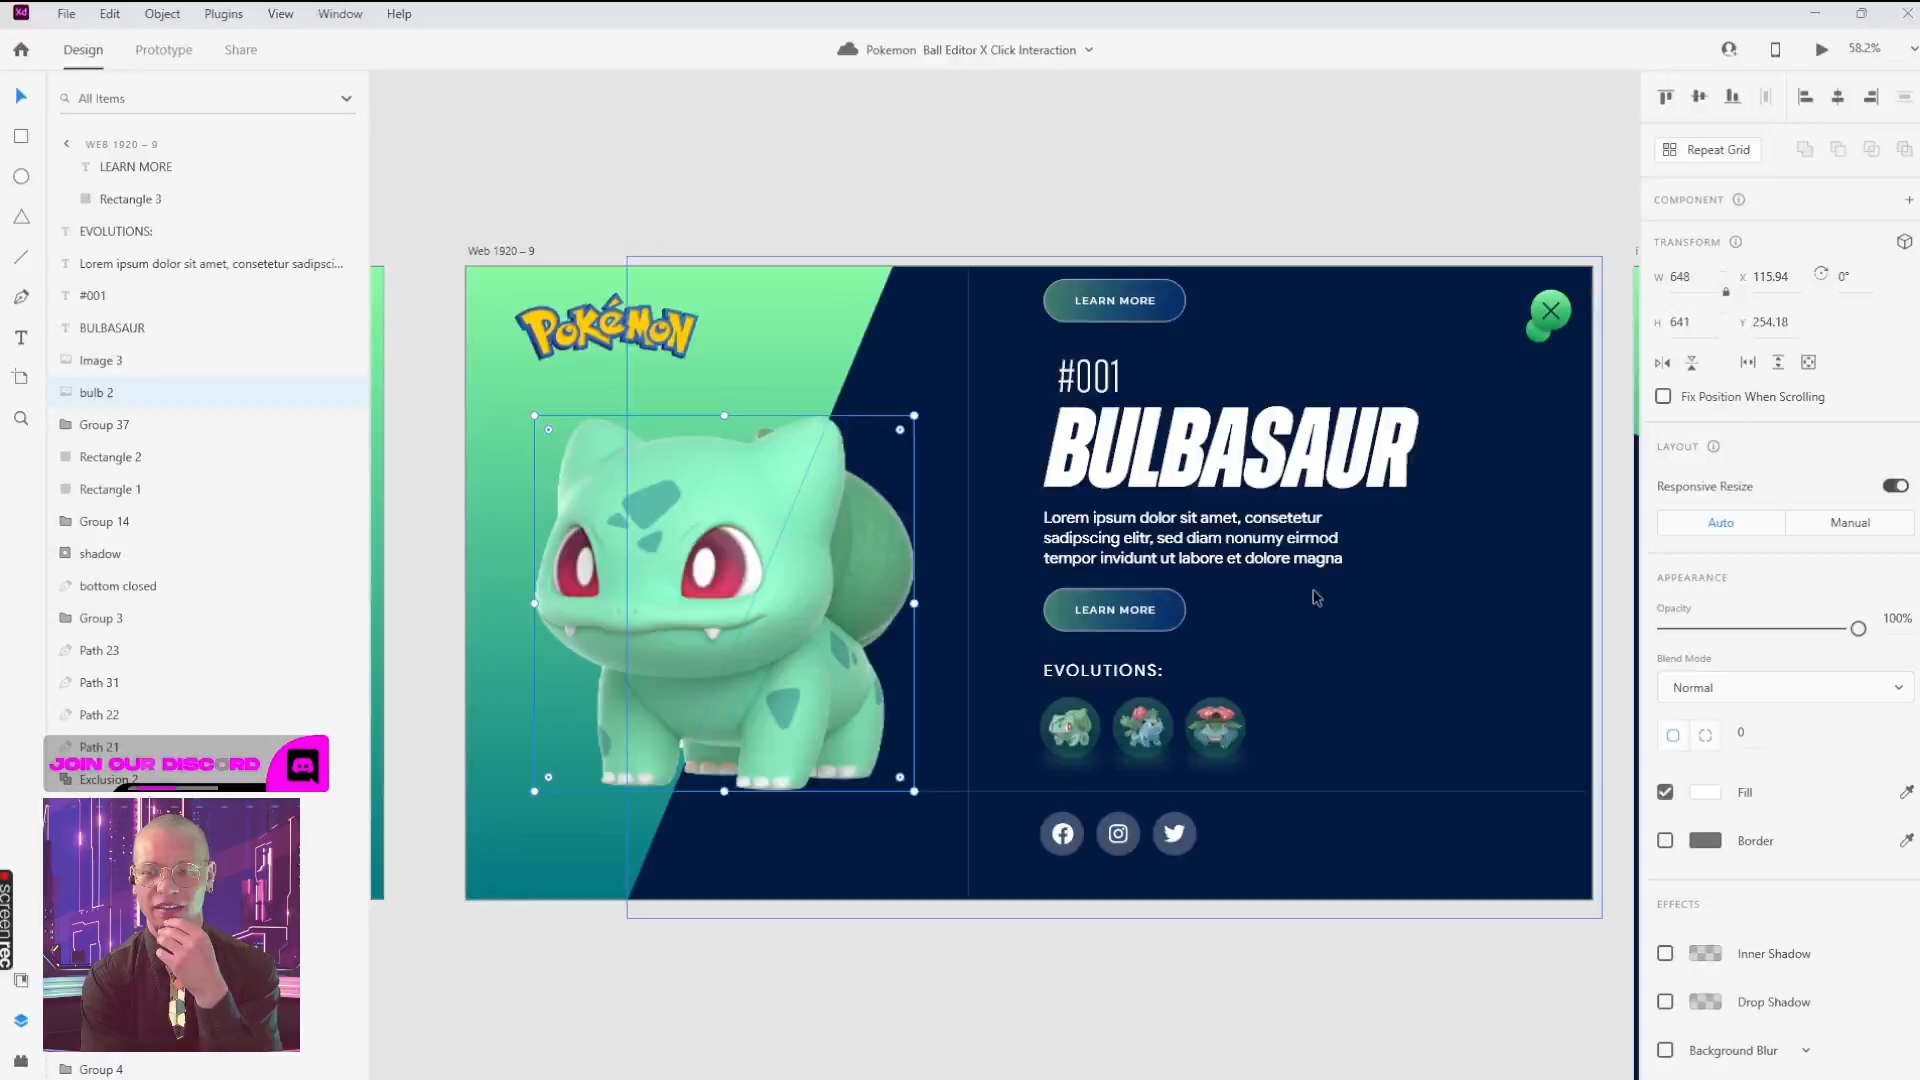 Xd
File Edit Object Plugins View Window Help
Design Prototype Share
Pokemon Ball Editor X Click Interaction
58.2%
All Items
WEB 1920 – 9
LEARN MORE
Rectangle 3
EVOLUTIONS:
Lorem ipsum dolor sit amet, consetetur sadipsci...
#001
BULBASAUR
Image 3
bulb 2
Group 37
Rectangle 2
Rectangle 1
Group 14
shadow
bottom closed
Group 3
Path 23
Path 31
Path 22
Path 21
JOIN OUR DISCORD
Exclusion 2
screenrec
Group 4
Web 1920 – 9
POKéMON
LEARN MORE
#001
BULBASAUR
Lorem ipsum dolor sit amet, consetetur
sadipscing elitr, sed diam nonumy eirmod
tempor invidunt ut labore et dolore magna
LEARN MORE
EVOLUTIONS:
Repeat Grid
COMPONENT
TRANSFORM
W 648 X 115.94 0°
H 641 Y 254.18
Fix Position When Scrolling
LAYOUT
Responsive Resize
Auto Manual
APPEARANCE
Opacity
100%
Blend Mode
Normal
0
Fill
Border
EFFECTS
Inner Shadow
Drop Shadow
Background Blur